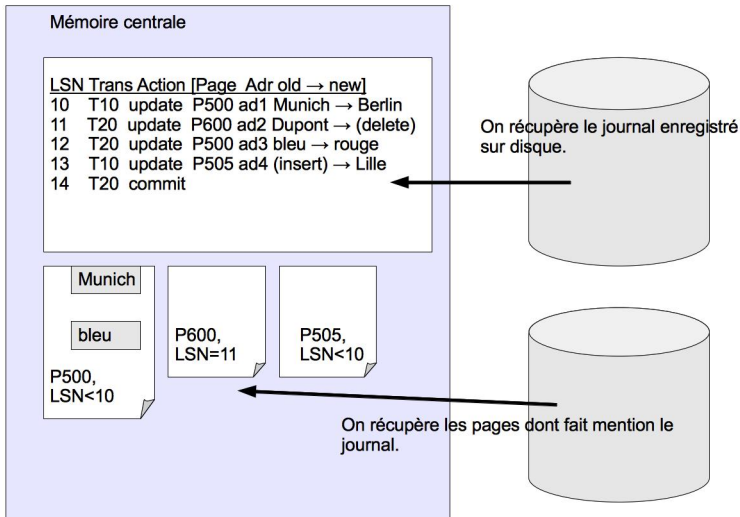 Mémoire centrale
LSN Trans Action [Page Adr old → new]
10 T10 update P500 ad1 Munich → Berlin
11 T20 update P600 ad2 Dupont → (delete)
12 T20 update P500 ad3 bleu → rouge
13 T10 update P505 ad4 (insert) → Lille
14 T20 commit
On récupère le journal enregistré
sur disque.
Munich
bleu
P500,
LSN<10
P600,
LSN=11
P505,
LSN<10
On récupère les pages dont fait mention le
journal.